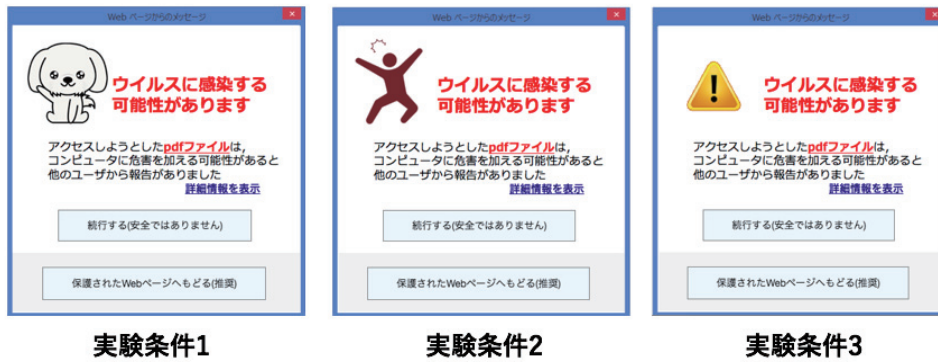 Web ページからのメッセージ
ウイルスに感染する
可能性があります
アクセスしようとしたpdfファイルは,
コンピュータに危害を加える可能性があると
他のユーザから報告がありました
詳細情報を表示
続行する(安全ではありません)
保護されたWebページへもどる(推奨)
実験条件1
Web ページからのメッセージ
ウイルスに感染する
可能性があります
アクセスしようとしたpdfファイルは,
コンピュータに危害を加える可能性があると
他のユーザから報告がありました
詳細情報を表示
続行する(安全ではありません)
保護されたWebページへもどる(推奨)
実験条件2
Web ページからのメッセージ
ウイルスに感染する
可能性があります
アクセスしようとしたpdfファイルは,
コンピュータに危害を加える可能性があると
他のユーザから報告がありました
詳細情報を表示
続行する(安全ではありません)
保護されたWebページへもどる(推奨)
実験条件3